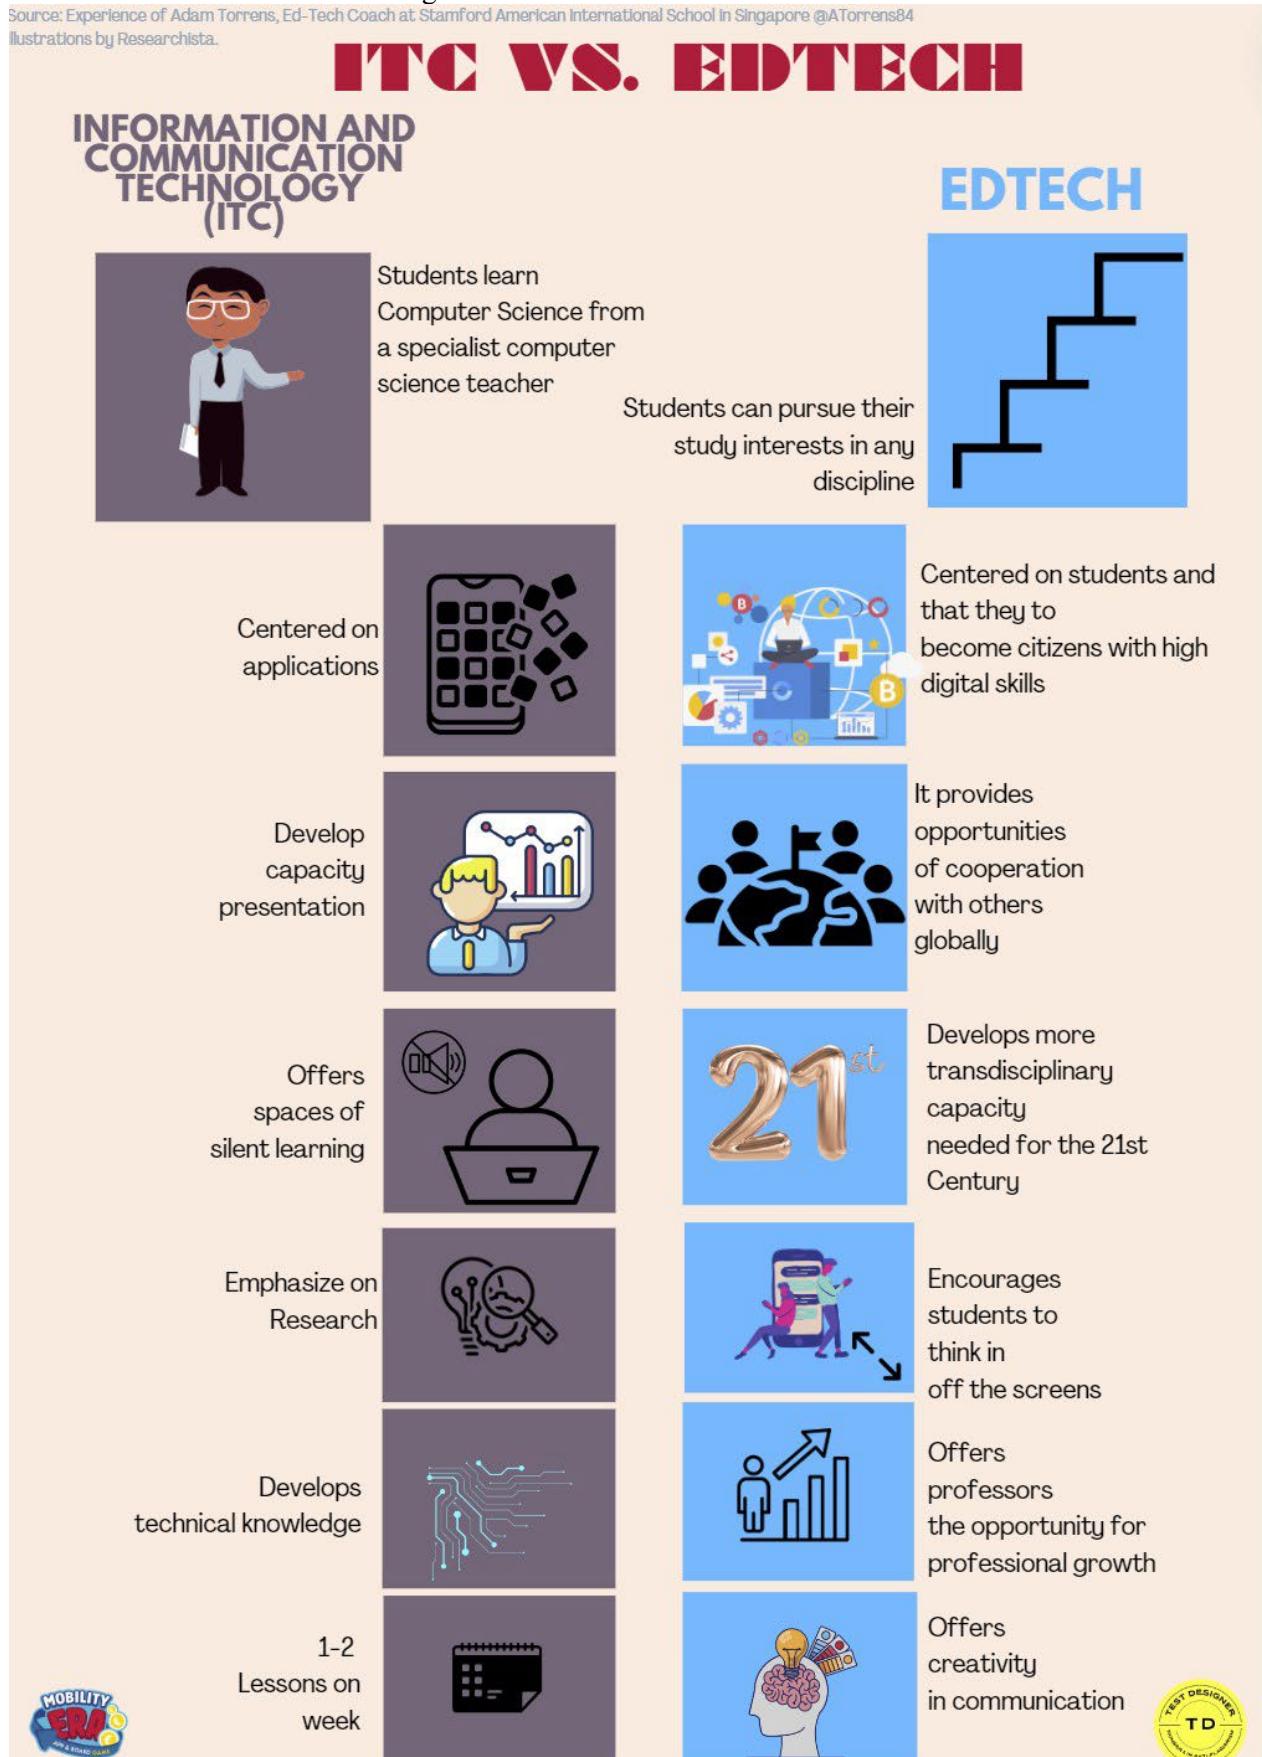 Source: Experience of Adam Torrens, Ed-Tech Coach at Stamford American International School in Singapore @ATorrens84
Illustrations by Researchista.
ITC VS. EDTECH
INFORMATION AND
COMMUNICATION
TECHNOLOGY
(ITC)
EDTECH
Students learn
Computer Science from
a specialist computer
science teacher
Students can pursue their
study interests in any
discipline
Centered on
applications
Centered on students and
that they to
become citizens with high
digital skills
Develop
capacity
presentation
It provides
opportunities
of cooperation
with others
globally
Offers
spaces of
silent learning
21st
Develops more
transdisciplinary
capacity
needed for the 21st
Century
Emphasize on
Research
Encourages
students to
think in
off the screens
Develops
technical knowledge
Offers
professors
the opportunity for
professional growth
1-2
Lessons on
week
Offers
creativity
in communication
MOBILITY
ERA
APP & BOARD GAME
TEST DESIGNER
TD